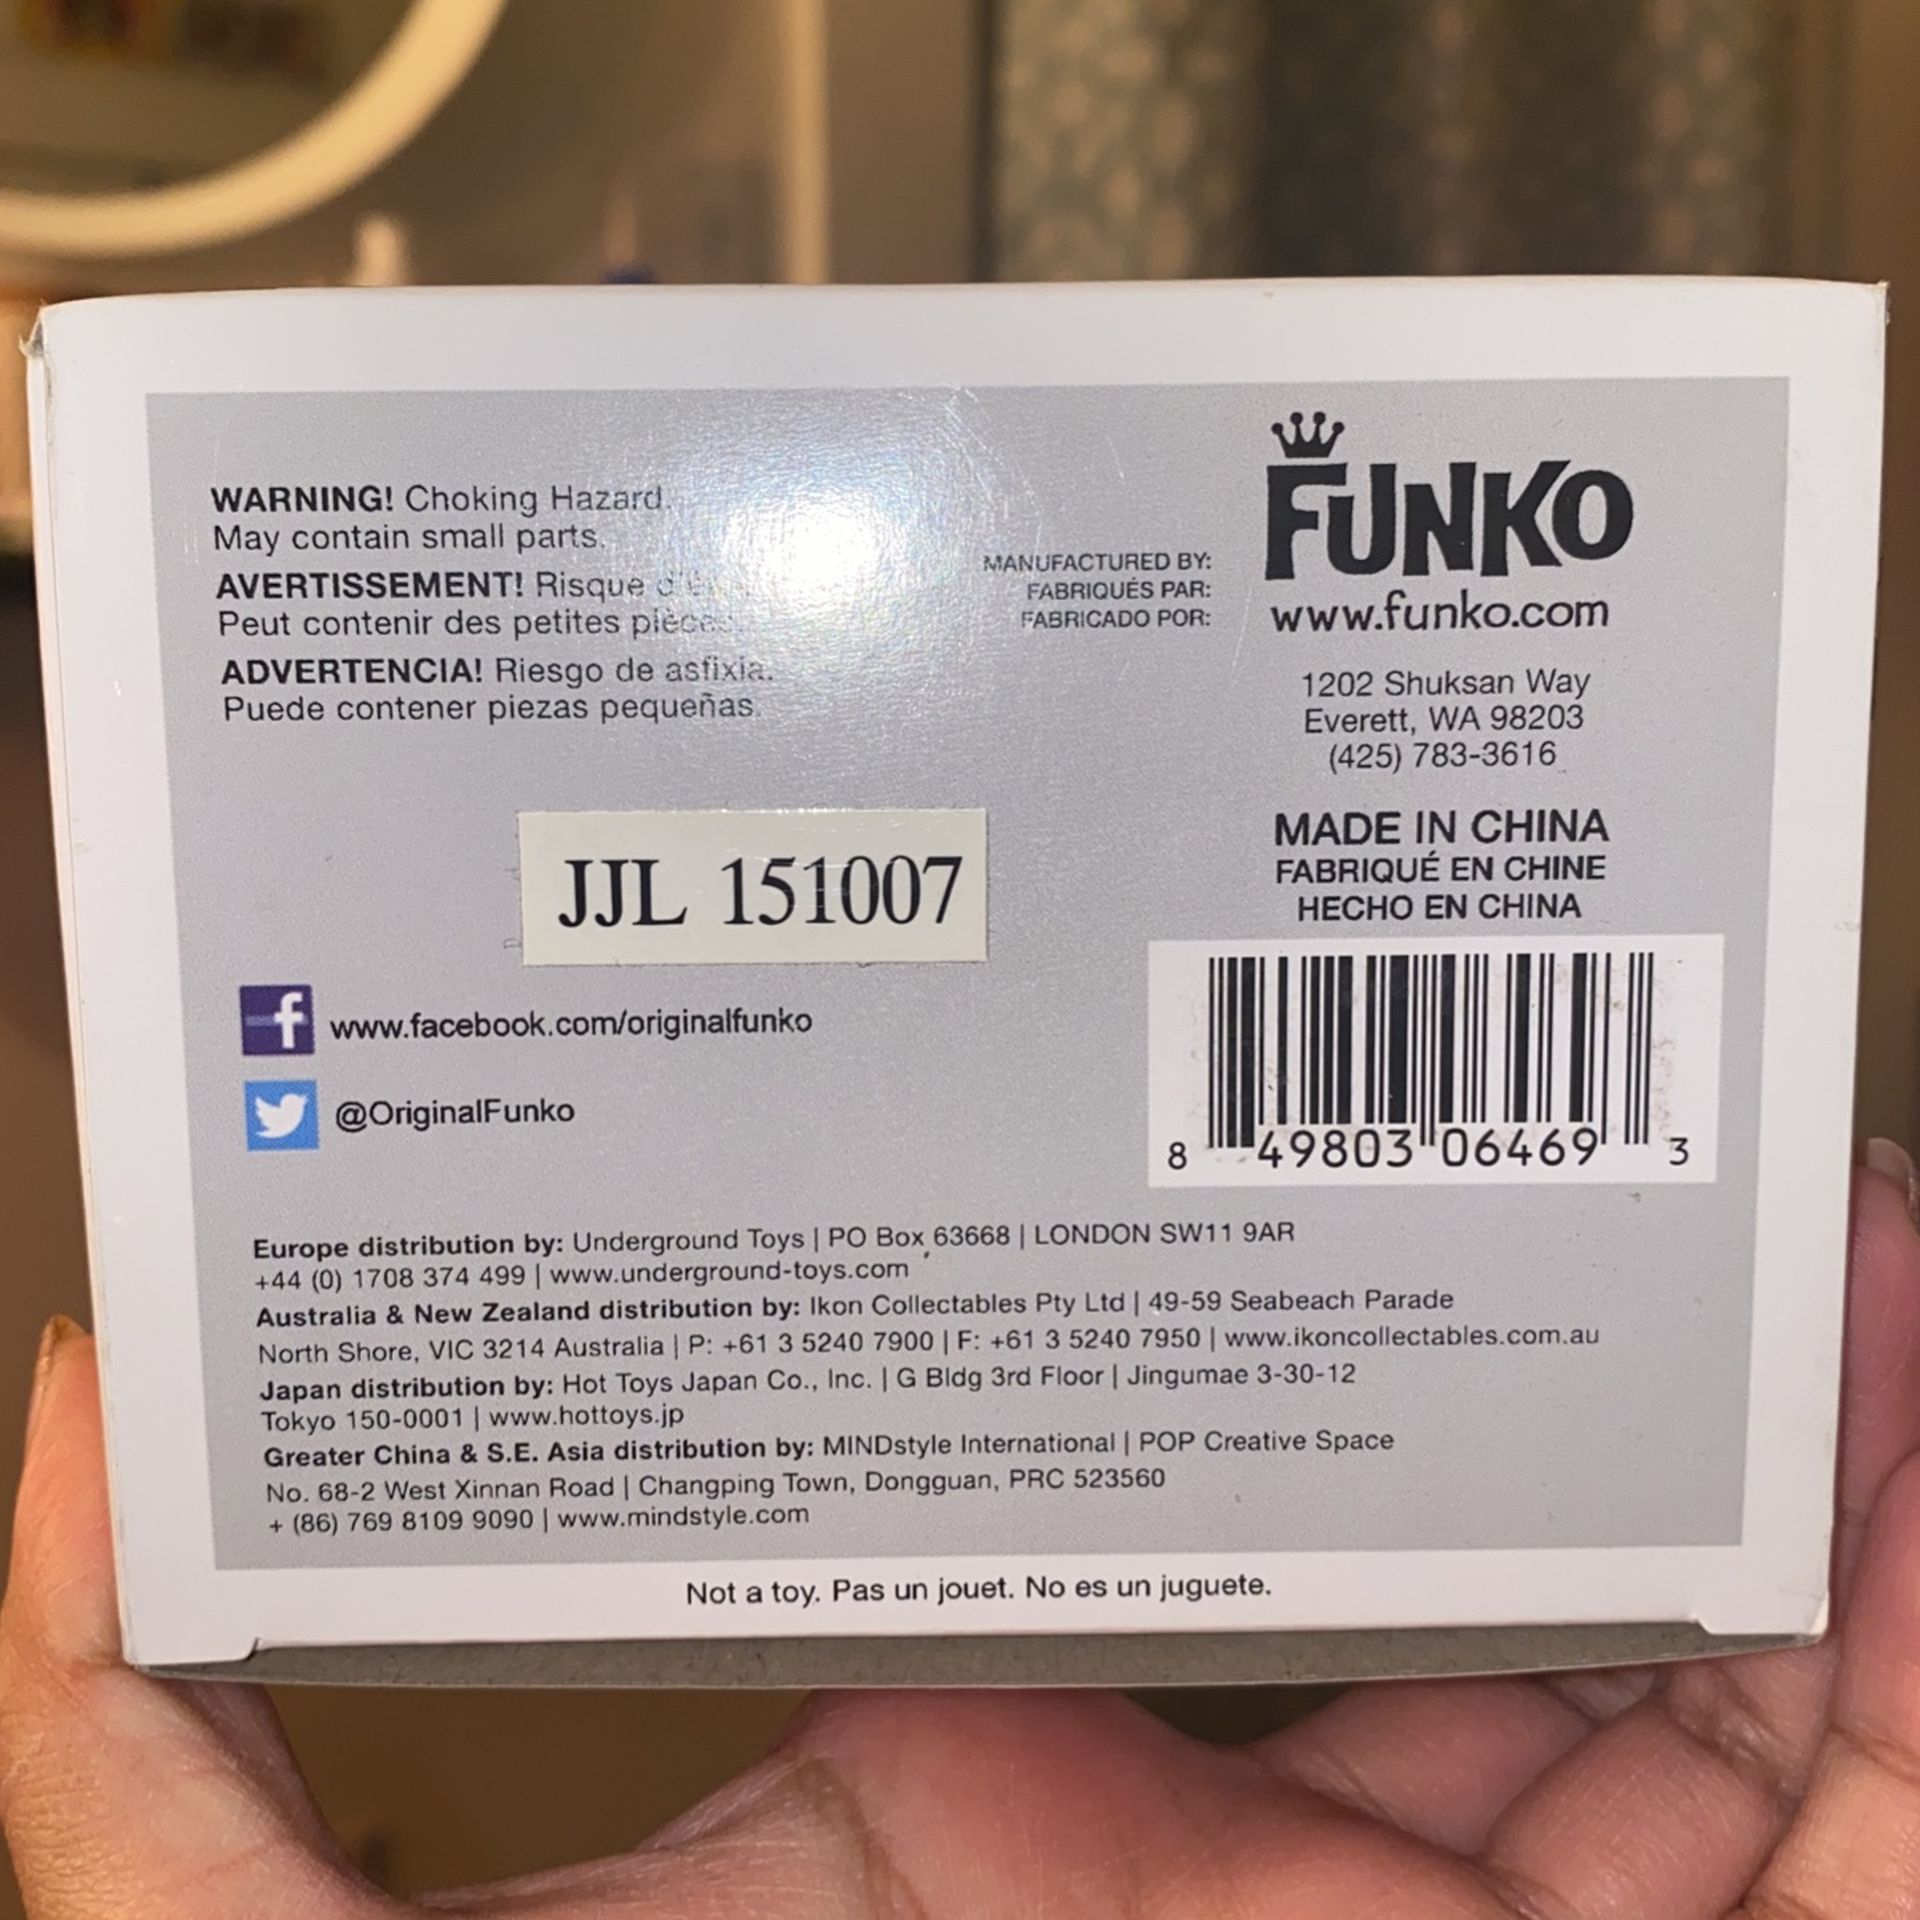 WARNING! Choking Hazard.
May contain small parts.
AVERTISSEMENT! Risque
Peut contenir des petites pièces.
ADVERTENCIA! Riesgo de asfixia.
Puede contener piezas pequeñas.
MANUFACTURED BY:
FABRIQUÉS PAR:
FABRICADO POR:
FUNKO
www.funko.com
1202 Shuksan Way
Everett, WA 98203
(425) 783-3616
MADE IN CHINA
FABRIQUÉ EN CHINE
HECHO EN CHINA
JJL 151007
f www.facebook.com/originalfunko
@OriginalFunko
8 49803 06469 3
Europe distribution by: Underground Toys | PO Box 63668 | LONDON SW11 9AR
+44 (0) 1708 374 499 | www.underground-toys.com
Australia & New Zealand distribution by: Ikon Collectables Pty Ltd | 49-59 Seabeach Parade
North Shore, VIC 3214 Australia | P: +61 3 5240 7900 | F: +61 3 5240 7950 | www.ikoncollectables.com.au
Japan distribution by: Hot Toys Japan Co., Inc. | G Bldg 3rd Floor | Jingumae 3-30-12
Tokyo 150-0001 | www.hottoys.jp
Greater China & S.E. Asia distribution by: MINDstyle International | POP Creative Space
No. 68-2 West Xinnan Road | Changping Town, Dongguan, PRC 523560
+ (86) 769 8109 9090 | www.mindstyle.com
Not a toy. Pas un jouet. No es un juguete.